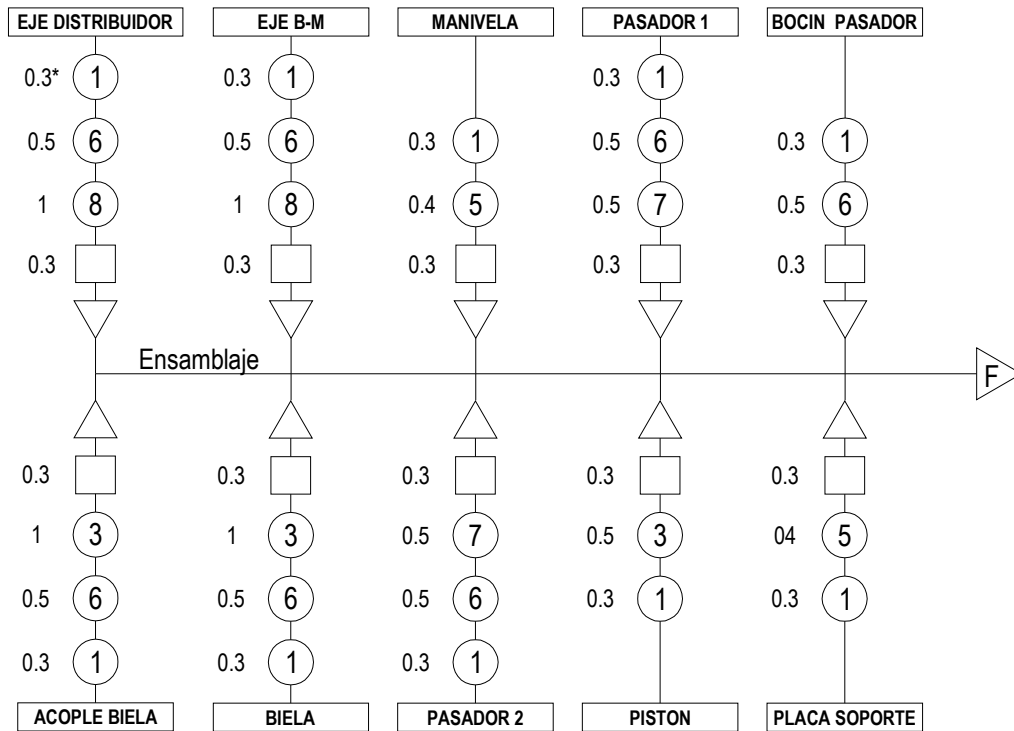 EJE DISTRIBUIDOR EJE B-M MANIVELA PASADOR 1 BOCIN PASADOR
0.3* 1 0.3 1 0.3 1
0.5 6 0.5 6 0.3 1 0.5 6 0.3 1
1 8 1 8 0.4 5 0.5 7 0.5 6
0.3 0.3 0.3 0.3 0.3
Ensamblaje
F
0.3 0.3 0.3 0.3 0.3
1 3 1 3 0.5 7 0.5 3 04 5
0.5 6 0.5 6 0.5 6 0.3 1 0.3 1
0.3 1 0.3 1 0.3 1
ACOPLE BIELA BIELA PASADOR 2 PISTON PLACA SOPORTE